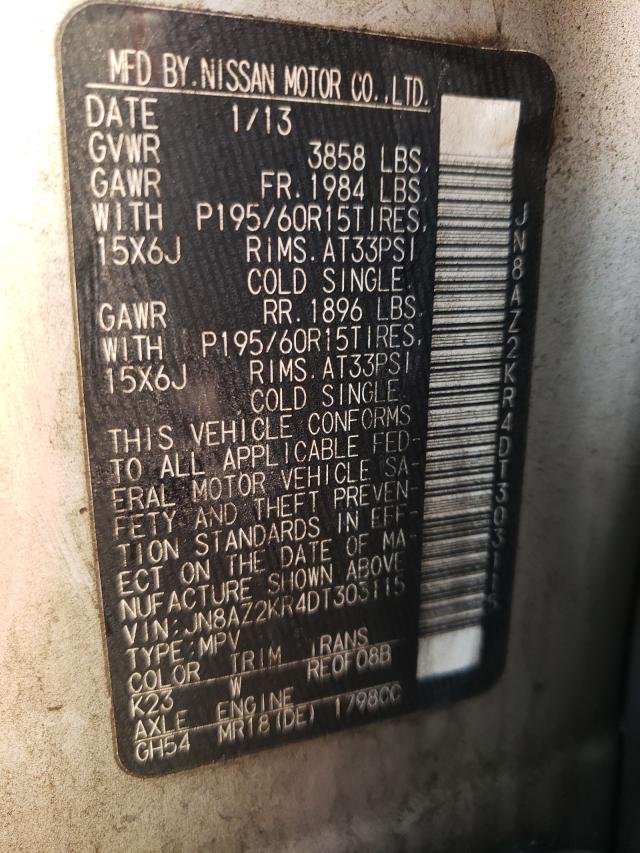 MFD BY.NISSAN MOTOR CO.,LTD.
DATE 1/13
GVWR 3858 LBS.
GAWR FR.1984 LBS.
WITH P195/60R15TIRES,
15X6J RIMS.AT33PSI
COLD SINGLE.
GAWR RR.1896 LBS.
WITH P195/60R15TIRES,
15X6J RIMS.AT33PSI
COLD SINGLE.
THIS VEHICLE CONFORMS
TO ALL APPLICABLE FED-
ERAL MOTOR VEHICLE SA-
FETY AND THEFT PREVEN-
TION STANDARDS IN EFF-
ECT ON THE DATE OF MA-
NUFACTURE SHOWN ABOVE
VIN:JN8AZ2KR4DT303115
TYPE:MPV
COLOR TRIM TRANS
K23 W RE0F08B
AXLE ENGINE
GH54 MR18(DE) 1798CC
JN8AZ2KR4DT303115